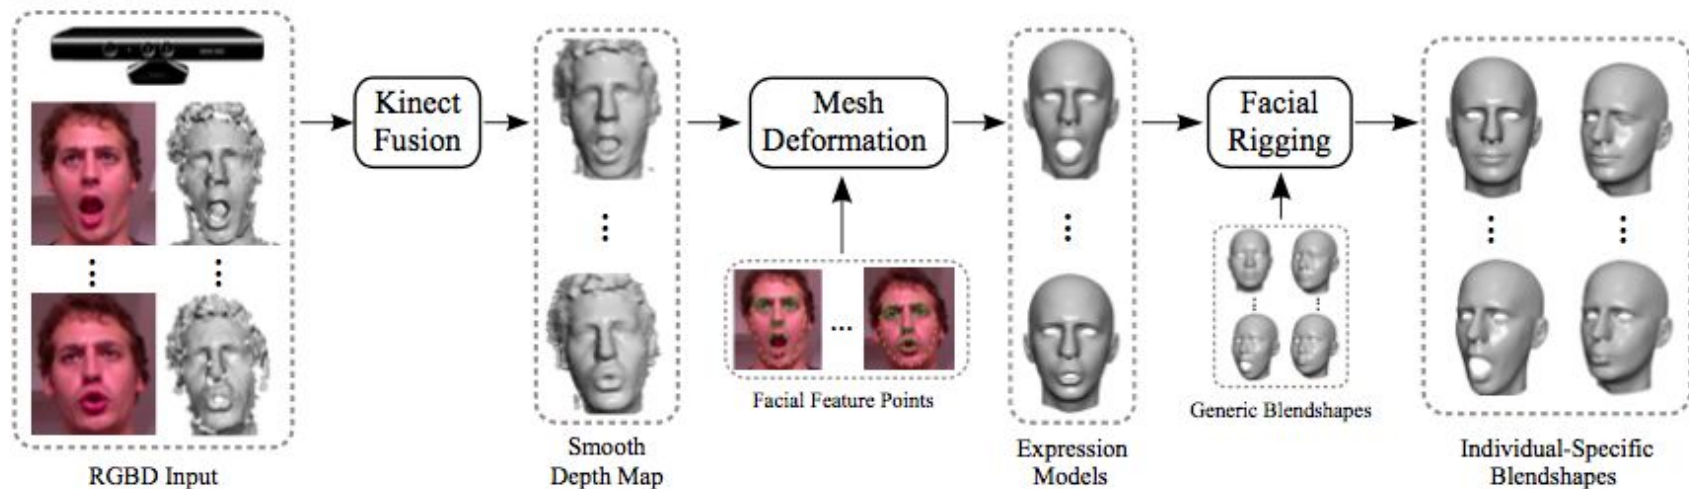 Kinect
Fusion
Mesh
Deformation
Facial
Rigging
Facial Feature Points
Generic Blendshapes
RGBD Input
Smooth
Depth Map
Expression
Models
Individual-Specific
Blendshapes